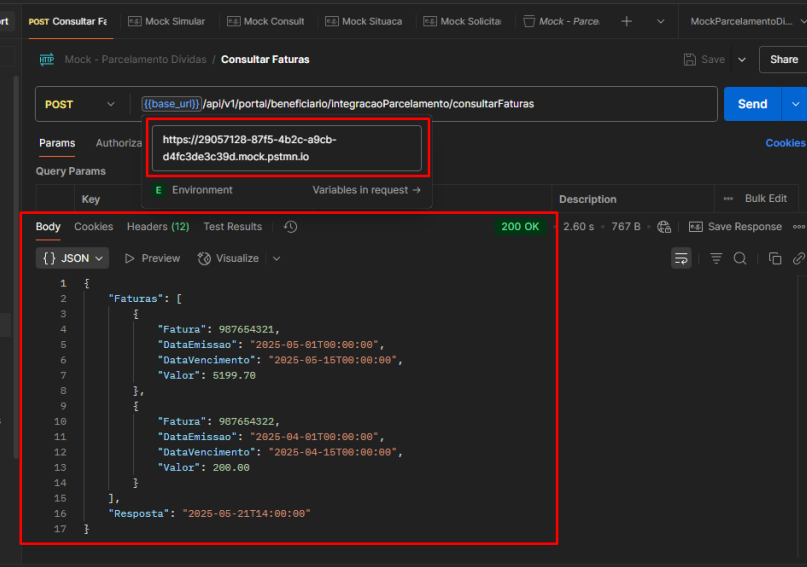 ort POST Consultar Fa Mock Simular Mock Consult Mock Situaca Mock Solicita Mock - Parce MockParcelamentoDi...
HTTP Mock - Parcelamento Dívidas / Consultar Faturas Save Share
POST {{base_url}}/api/v1/portal/beneficiario/integracaoParcelamento/consultarFaturas Send
Params Authoriza Cookies
https://29057128-87f5-4b2c-a9cb-
d4fc3de3c39d.mock.pstmn.io
Query Params
E Environment Variables in request →
Key Description Bulk Edit
Body Cookies Headers (12) Test Results 200 OK 2.60 s 767 B Save Response
{} JSON Preview Visualize
1 {
2 "Faturas": [
3 {
4 "Fatura": 987654321,
5 "DataEmissao": "2025-05-01T00:00:00",
6 "DataVencimento": "2025-05-15T00:00:00",
7 "Valor": 5199.70
8 },
9 {
10 "Fatura": 987654322,
11 "DataEmissao": "2025-04-01T00:00:00",
12 "DataVencimento": "2025-04-15T00:00:00",
13 "Valor": 200.00
14 }
15 ],
16 "Resposta": "2025-05-21T14:00:00"
17 }